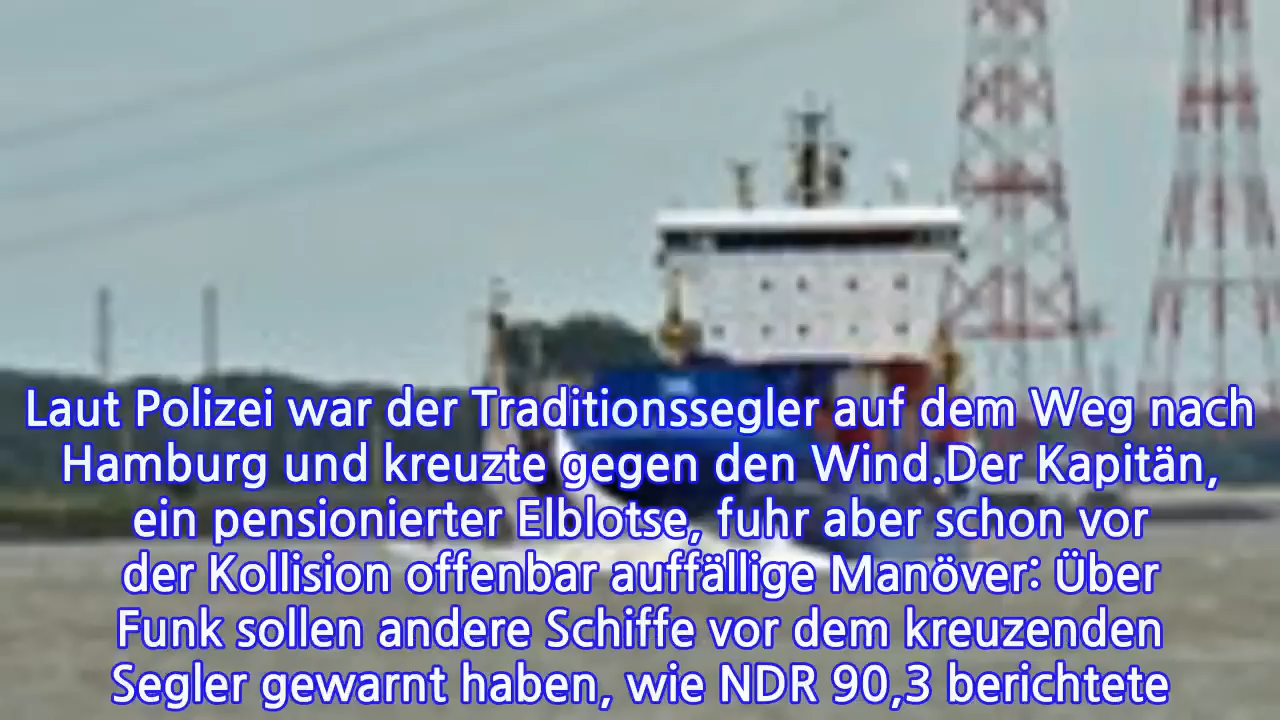 Laut Polizei war der Traditionssegler auf dem Weg nach
Hamburg und kreuzte gegen den Wind.Der Kapitän,
ein pensionierter Elblotse, fuhr aber schon vor
der Kollision offenbar auffällige Manöver: Über
Funk sollen andere Schiffe vor dem kreuzenden
Segler gewarnt haben, wie NDR 90,3 berichtete